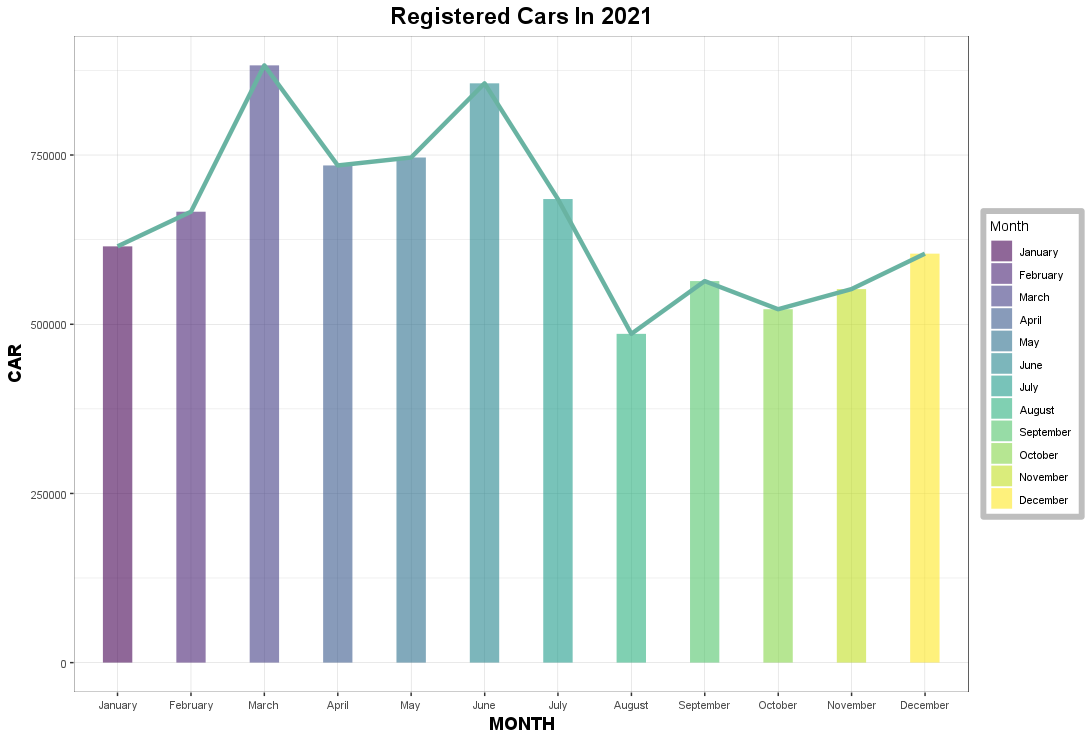 Registered Cars In 2021
CAR
750000
500000
250000
0
January February March April May June July August September October November December
MONTH
Month
January
February
March
April
May
June
July
August
September
October
November
December